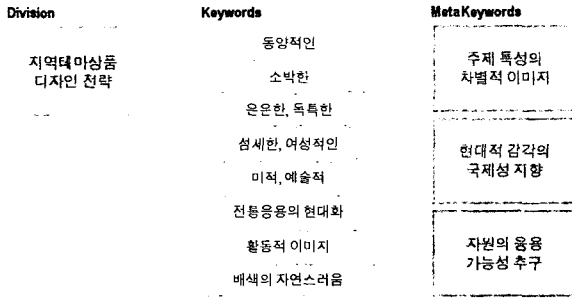 Division
Keywords
MetaKeywords
지역테마상품
디자인 전략
동양적인
소박한
은은한, 독특한
섬세한, 여성적인
미적, 예술적
전통응용의 현대화
활동적 이미지
배색의 자연스러움
주제 특성의
차별적 이미지
현대적 감각의
국제성 지향
자원의 응용
가능성 추구